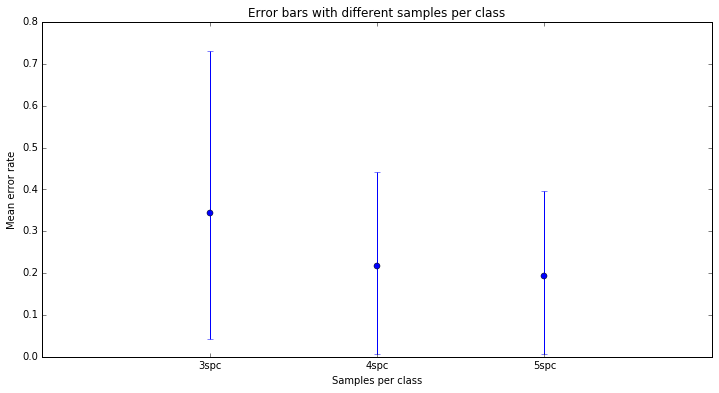 Error bars with different samples per class
0.8
0.7
0.6
0.5
0.4
0.3
0.2
0.1
0.0
Mean error rate
3spc 4spc 5spc
Samples per class